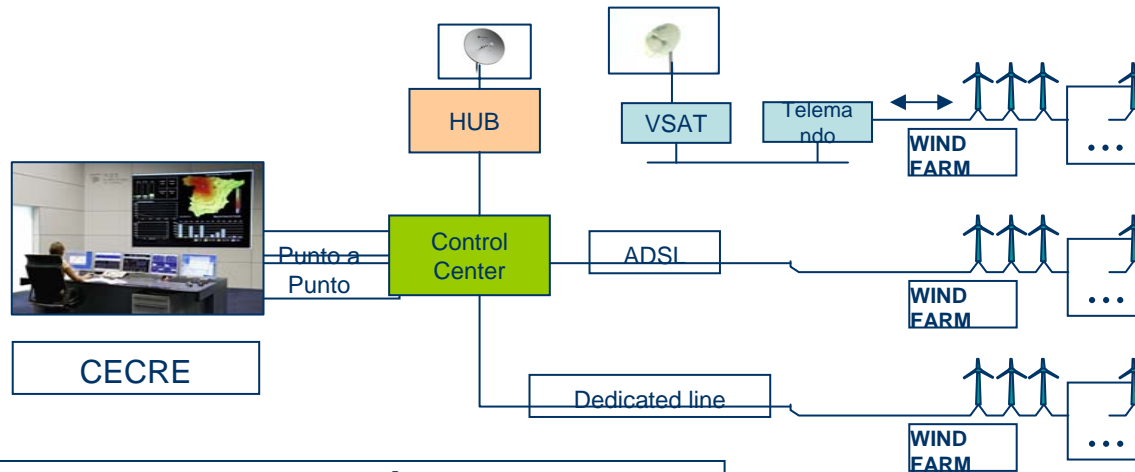 HUB
VSAT
Telema
ndo
WIND
FARM
...
Punto a
Punto
Control
Center
ADSL
WIND
FARM
...
CECRE
Dedicated line
WIND
FARM
...